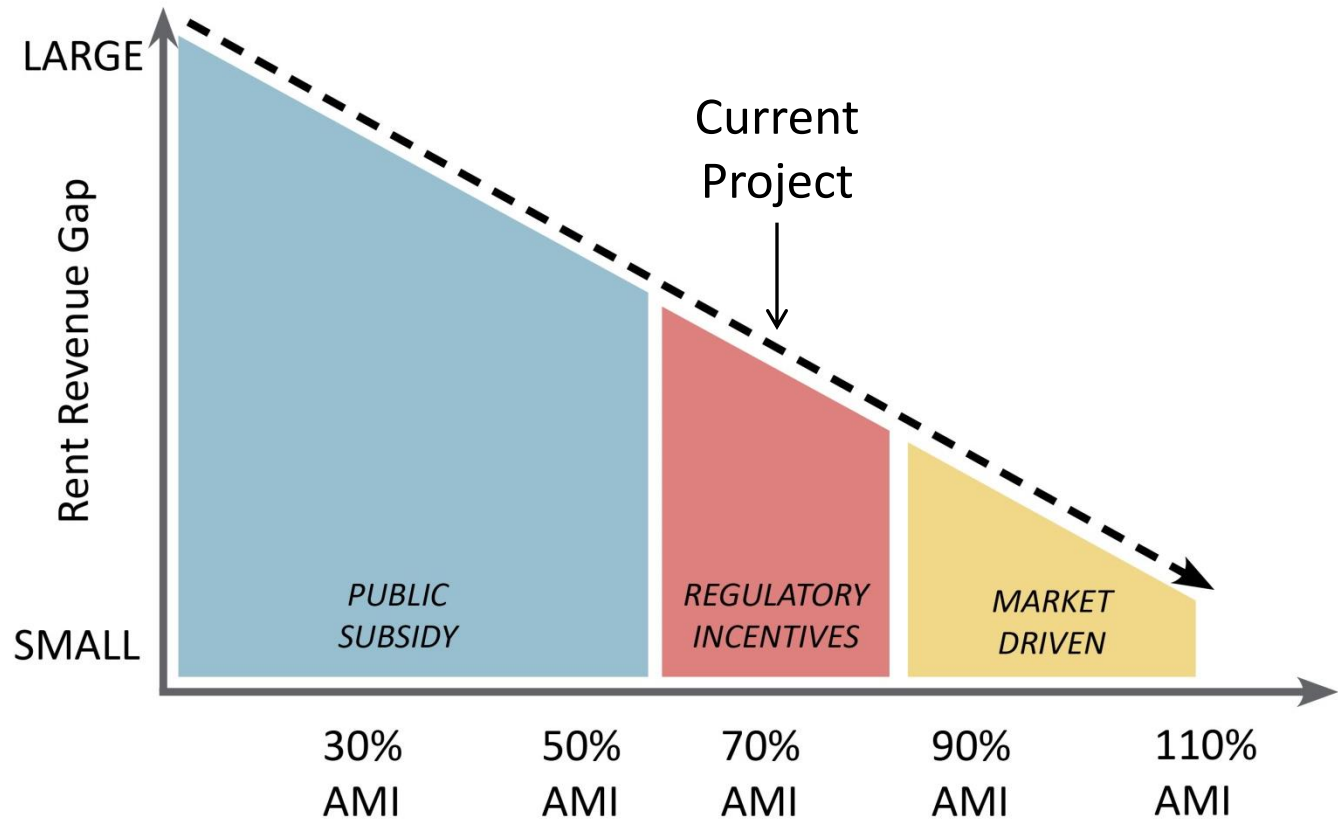 LARGE
Rent Revenue Gap
SMALL
Current
Project
PUBLIC
SUBSIDY
REGULATORY
INCENTIVES
MARKET
DRIVEN
30%
AMI
50%
AMI
70%
AMI
90%
AMI
110%
AMI